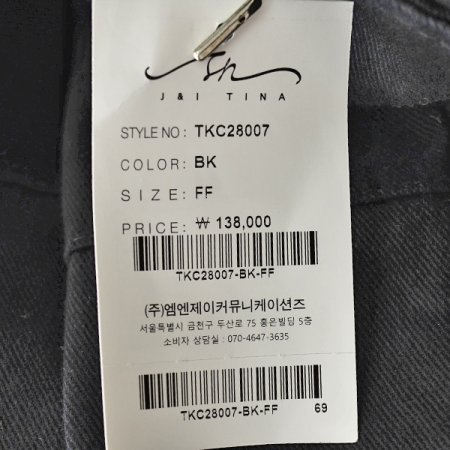 J & I TINA
STYLE NO : TKC28007
COLOR: BK
SIZE: FF
PRICE: ₩ 138,000
TKC28007-BK-FF
(주)엠엔제이커뮤니케이션즈
서울특별시 금천구 두산로 75 홍은빌딩 5층
소비자 상담실 : 070-4647-3635
TKC28007-BK-FF 69